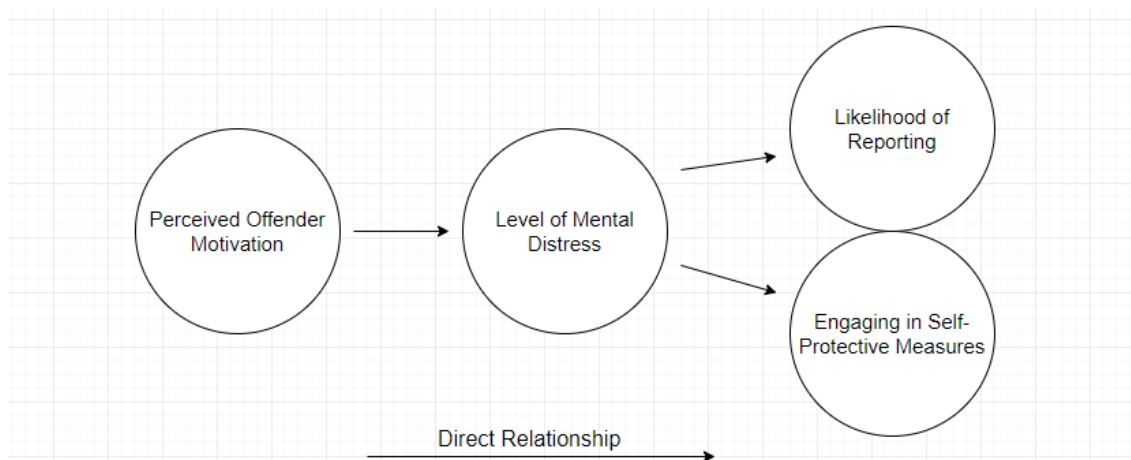 Perceived Offender
Motivation
Level of Mental
Distress
Likelihood of
Reporting
Engaging in Self-
Protective Measures
Direct Relationship